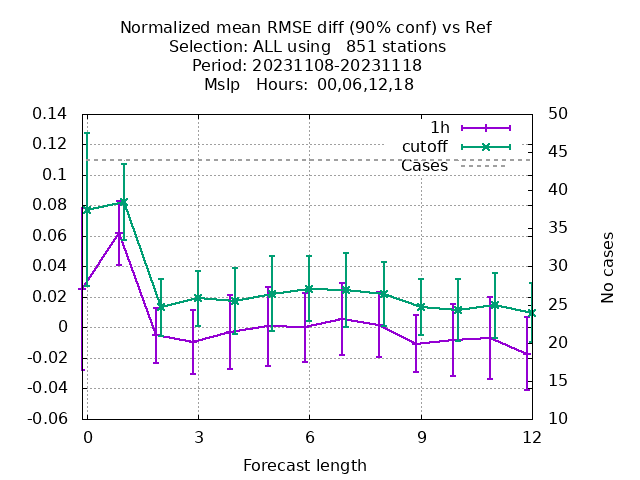 Normalized mean RMSE diff (90% conf) vs Ref
Selection: ALL using   851 stations
Period: 20231108-20231118
Mslp   Hours:  00,06,12,18
0.14
0.12
0.1
0.08
0.06
0.04
0.02
0
-0.02
-0.04
-0.06
50
45
40
35
30
25
20
15
10
1h
cutoff
Cases
No cases
0 3 6 9 12
Forecast length